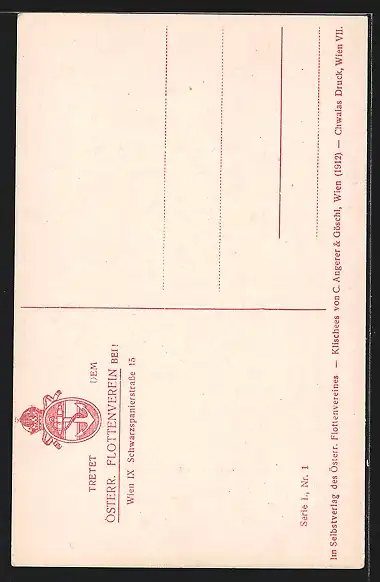 TRETET DEM
ÖSTERR. FLOTTENVEREIN BEI!
Wien IX Schwarzspanierstraße 15
Serie I., Nr. 1
Im Selbstverlag des Österr. Flottenvereines — Klischees von C. Angerer & Göschl, Wien (1912) — Chwalas Druck, Wien VII.